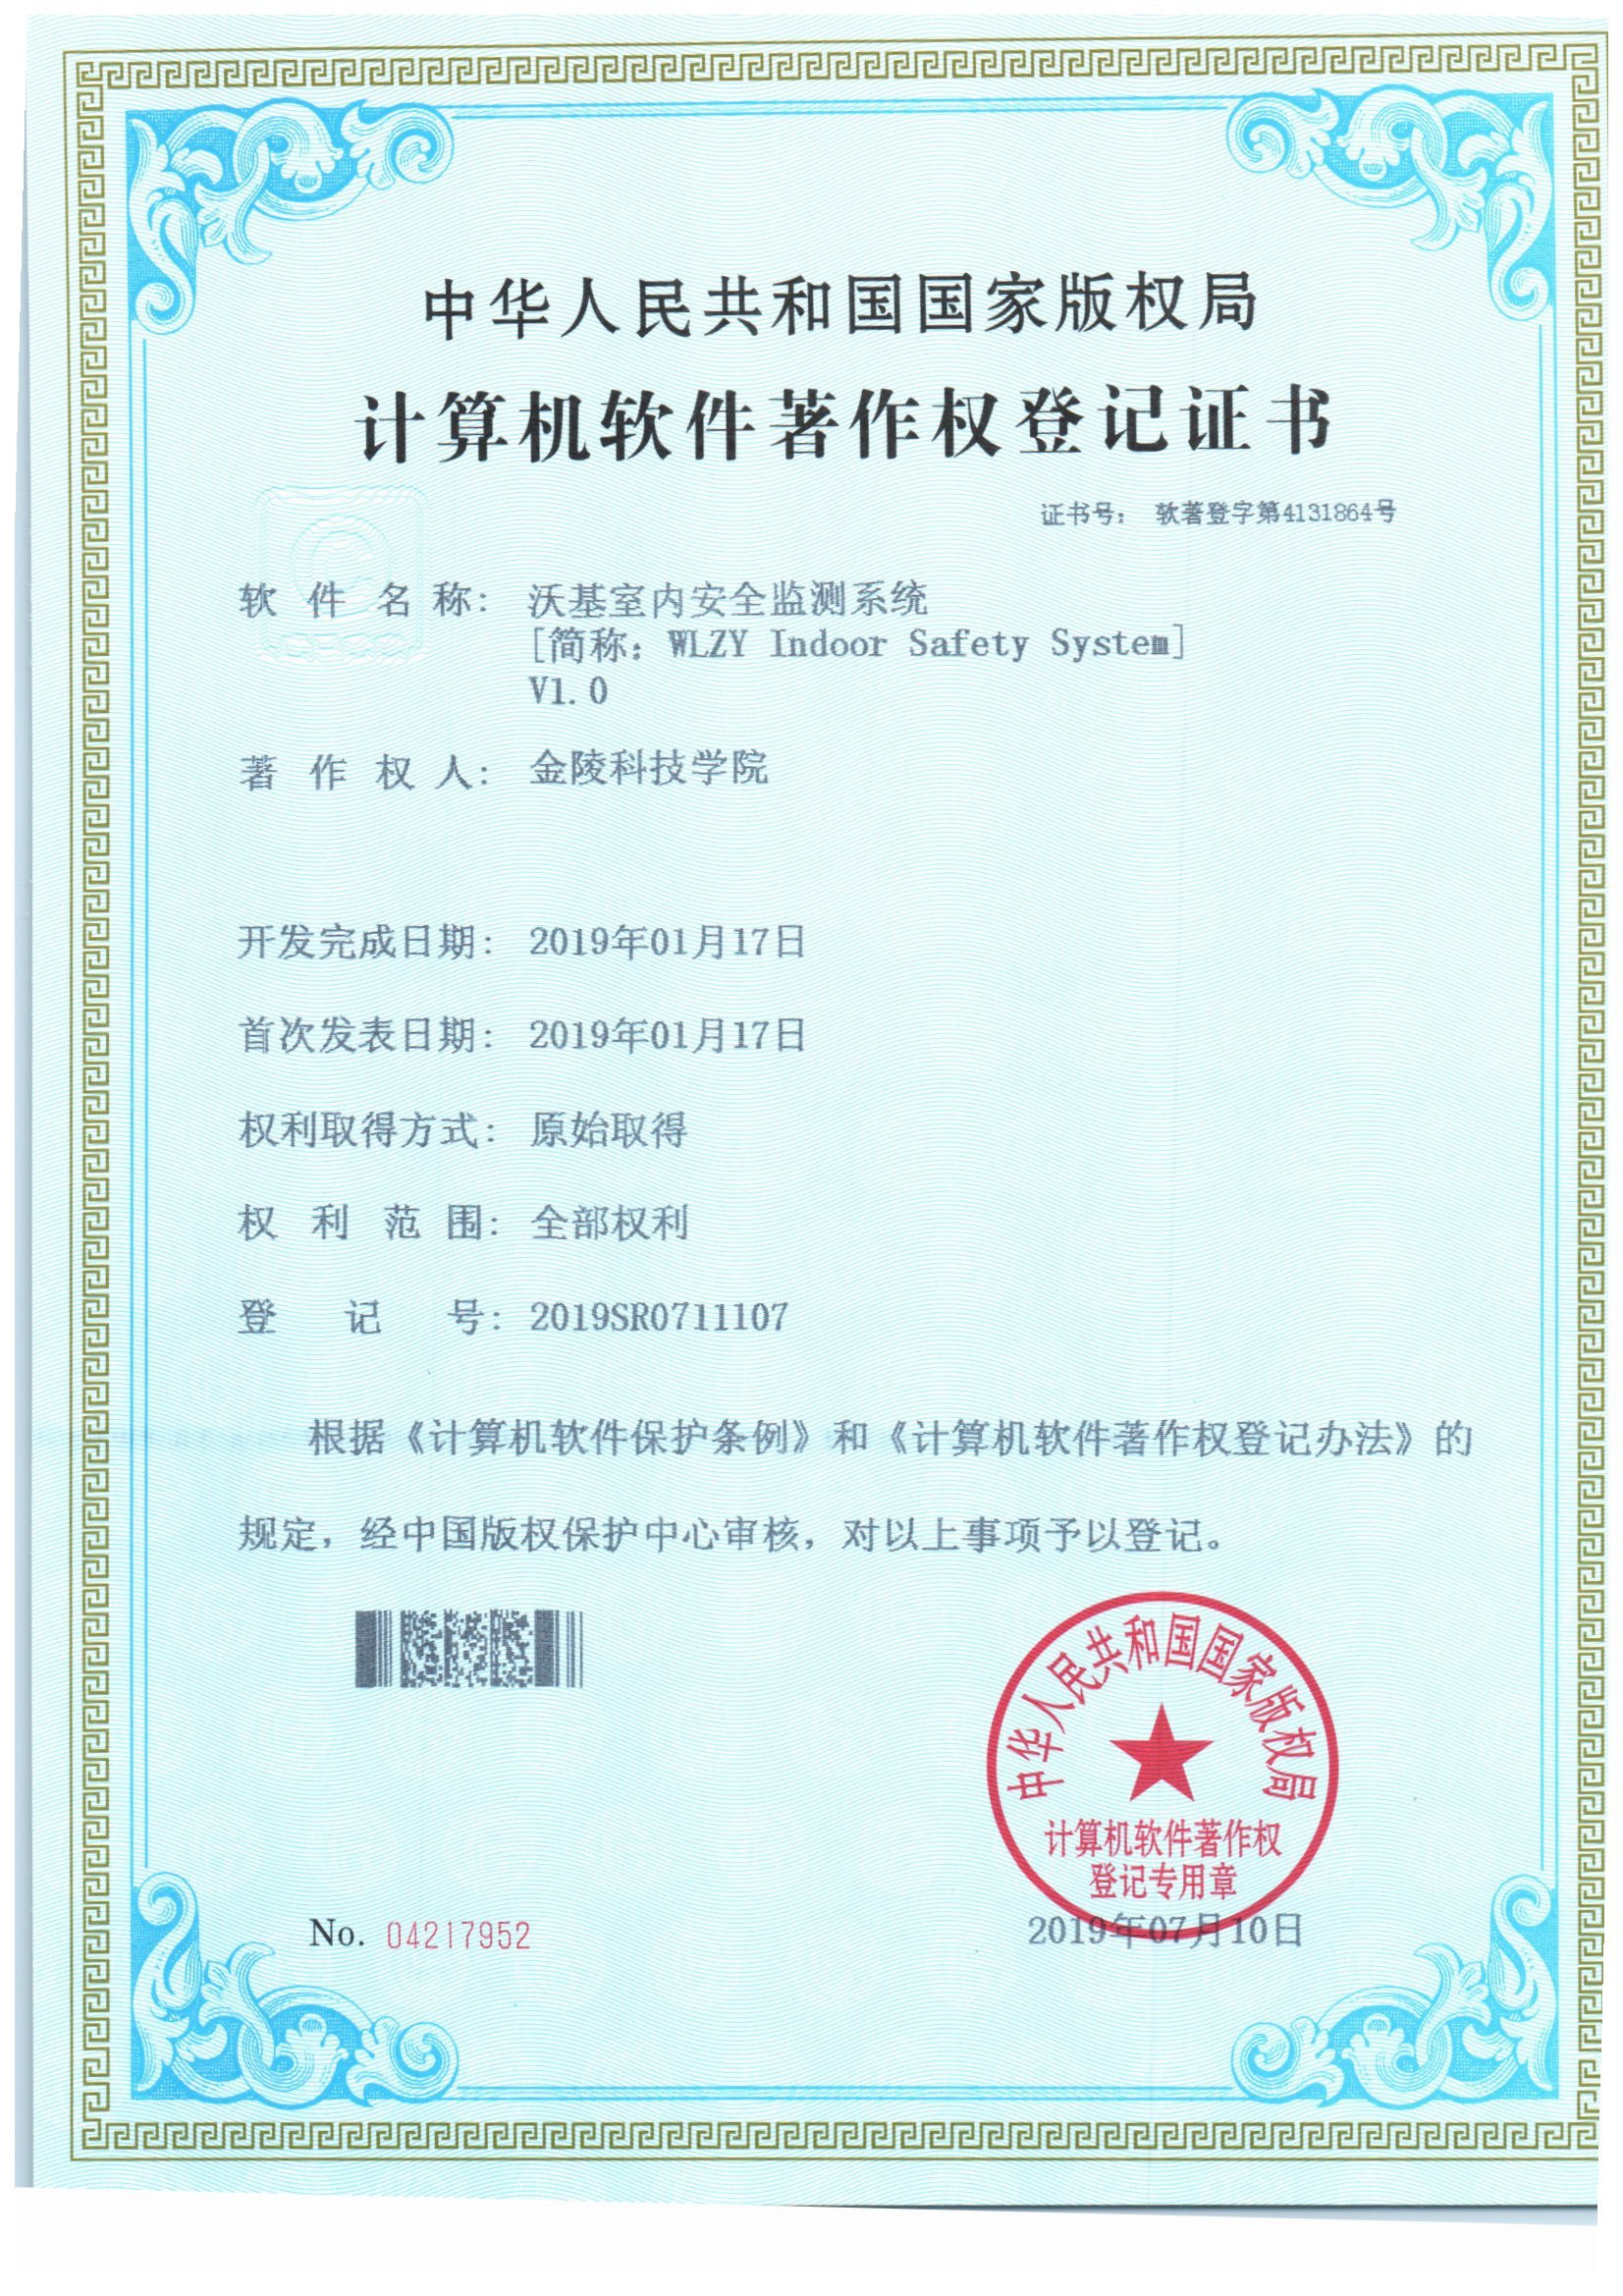 中华人民共和国国家版权局
计算机软件著作权登记证书
证书号： 软著登字第4131864号
软件名称： 沃基室内安全监测系统
[简称：WLZY Indoor Safety System]
V1.0
著作权人： 金陵科技学院
开发完成日期： 2019年01月17日
首次发表日期： 2019年01月17日
权利取得方式： 原始取得
权利范围： 全部权利
登记号： 2019SR0711107
根据《计算机软件保护条例》和《计算机软件著作权登记办法》的
规定，经中国版权保护中心审核，对以上事项予以登记。
中华人民共和国国家版权局
计算机软件著作权
登记专用章
No. 04217952
2019年07月10日